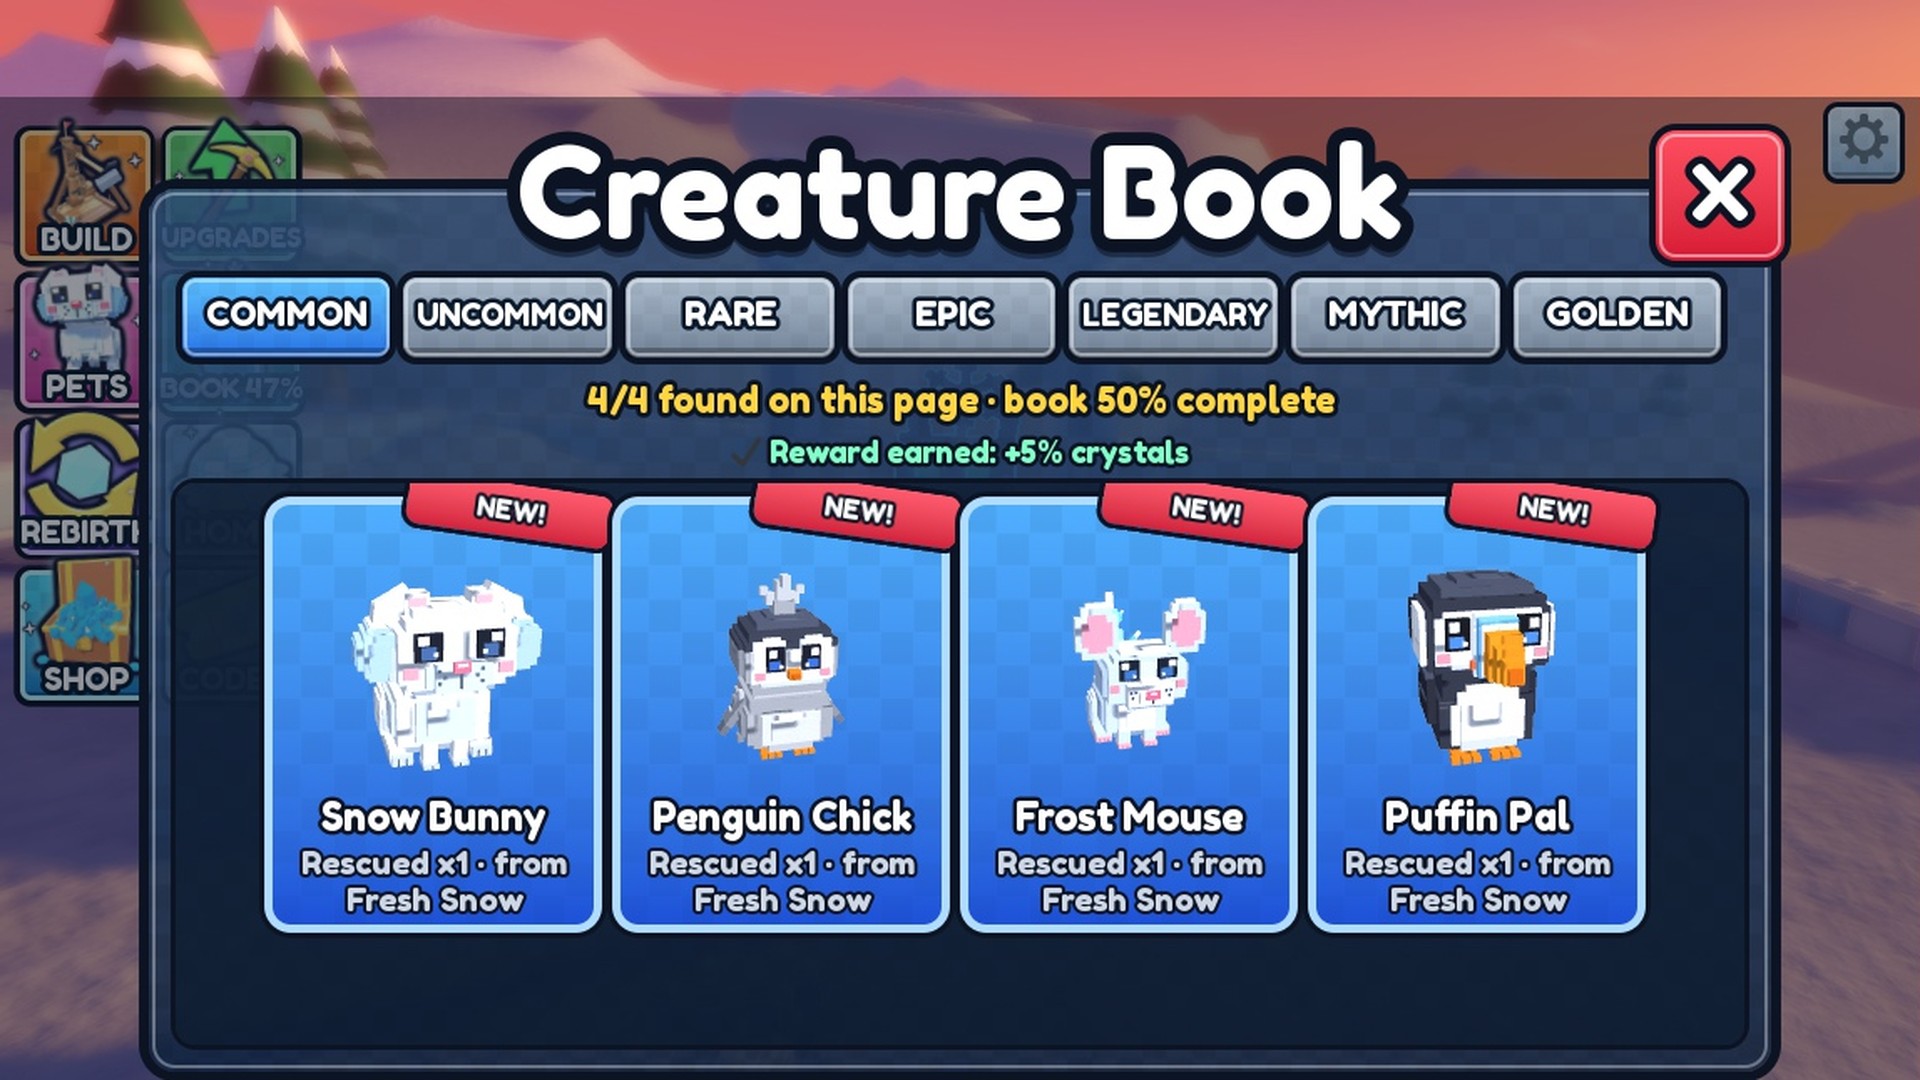 Creature Book
BUILD
UPGRADES
PETS
BOOK 47%
REBIRTH
HOM
SHOP
CODE
COMMON
UNCOMMON
RARE
EPIC
LEGENDARY
MYTHIC
GOLDEN
4/4 found on this page · book 50% complete
✓ Reward earned: +5% crystals
NEW!
Snow Bunny
Rescued x1 · from
Fresh Snow
NEW!
Penguin Chick
Rescued x1 · from
Fresh Snow
NEW!
Frost Mouse
Rescued x1 · from
Fresh Snow
NEW!
Puffin Pal
Rescued x1 · from
Fresh Snow